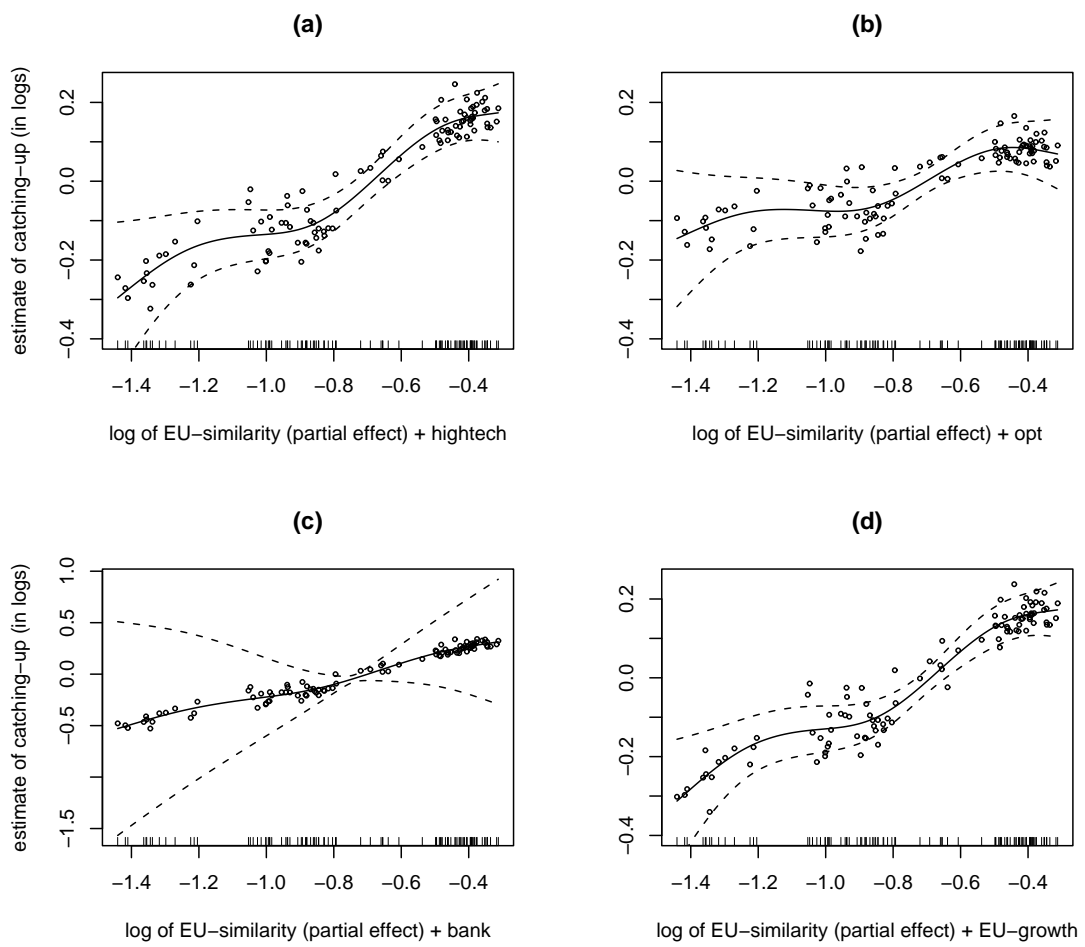 (a)
estimate of catching−up (in logs)
0.2
0.0
−0.2
−0.4
−1.4 −1.2 −1.0 −0.8 −0.6 −0.4
log of EU−similarity (partial effect) + hightech
(b)
0.2
0.0
−0.2
−0.4
−1.4 −1.2 −1.0 −0.8 −0.6 −0.4
log of EU−similarity (partial effect) + opt
(c)
estimate of catching−up (in logs)
1.0
0.5
0.0
−0.5
−1.5
−1.4 −1.2 −1.0 −0.8 −0.6 −0.4
log of EU−similarity (partial effect) + bank
(d)
0.2
0.0
−0.2
−0.4
−1.4 −1.2 −1.0 −0.8 −0.6 −0.4
log of EU−similarity (partial effect) + EU−growth